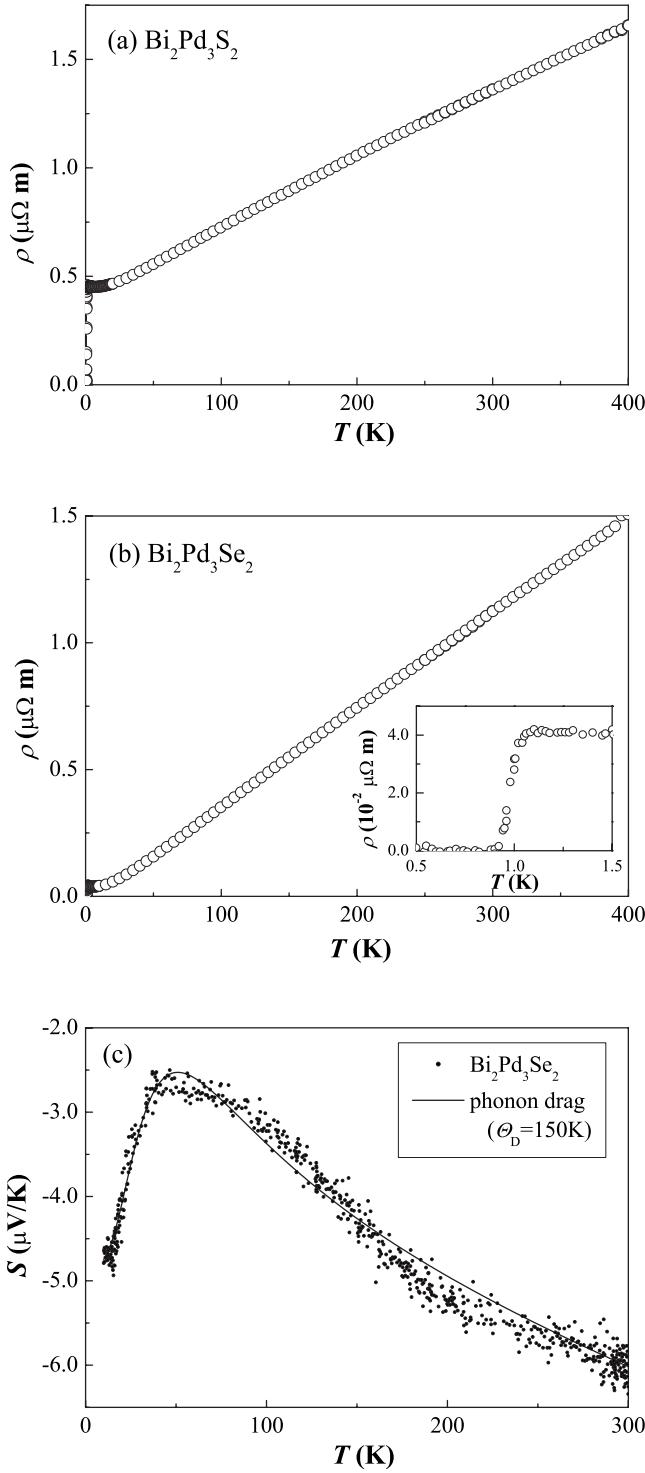 (a) Bi₂Pd₃S₂
1.5
1.0
0.5
0.0
ρ (μΩ m)
0 100 200 300 400
T (K)
(b) Bi₂Pd₃Se₂
1.5
1.0
0.5
0.0
ρ (μΩ m)
4.0
2.0
0.0
ρ (10⁻² μΩ m)
0.5 1.0 1.5
T (K)
0 100 200 300 400
T (K)
(c)
Bi₂Pd₃Se₂
phonon drag
(Θ_D=150K)
-2.0
-3.0
-4.0
-5.0
-6.0
S (μV/K)
0 100 200 300
T (K)